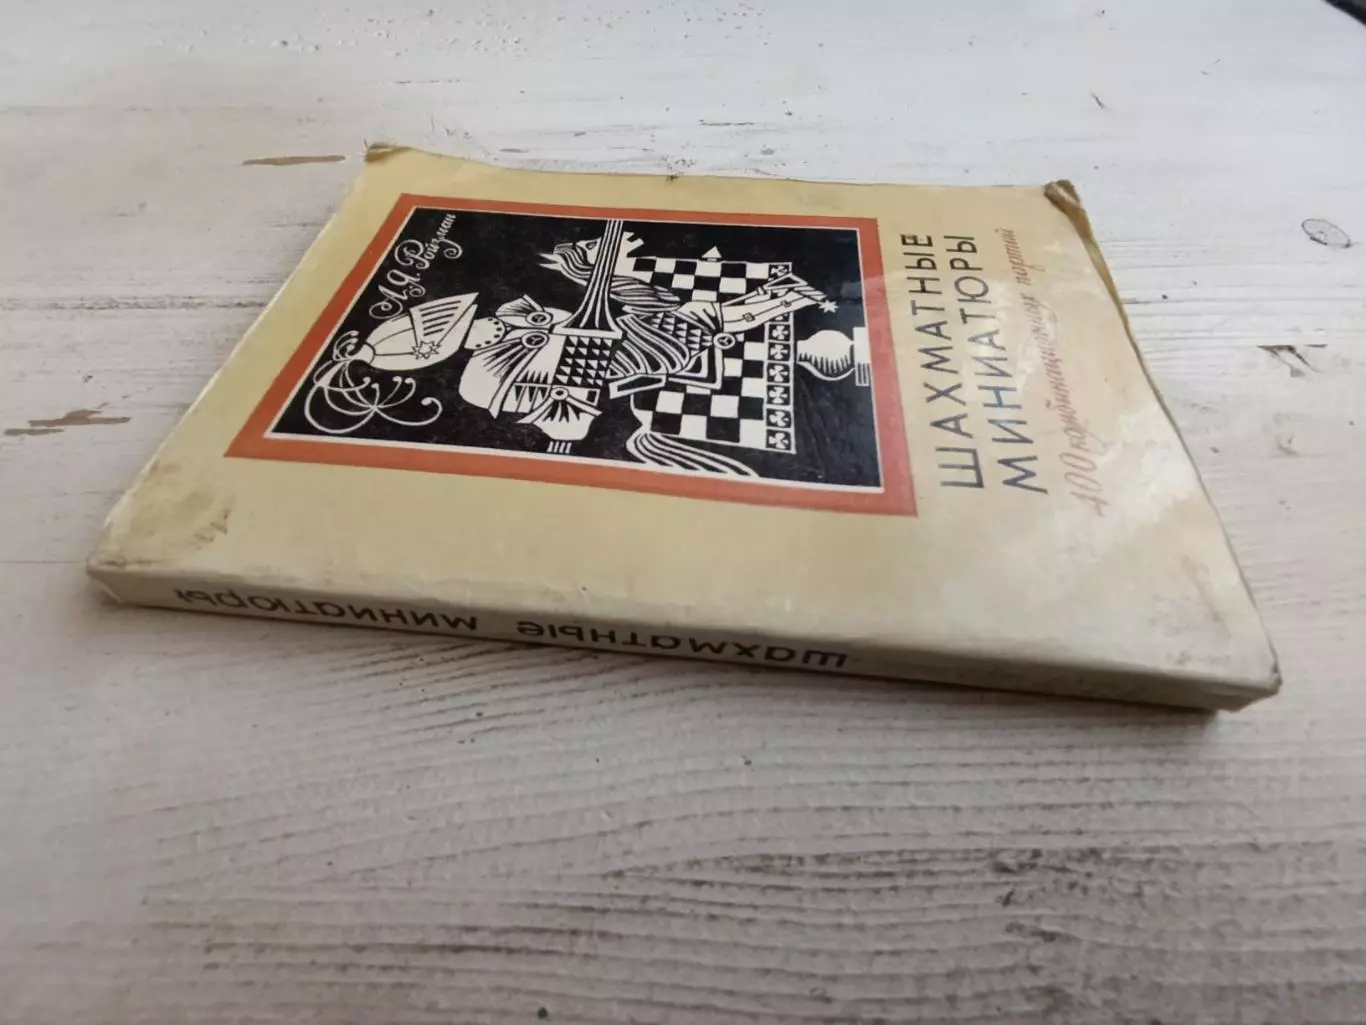 А. Я. Ройзман
ШАХМАТНЫЕ
МИНИАТЮРЫ
400 комбинационных партий
шахматные миниатюры